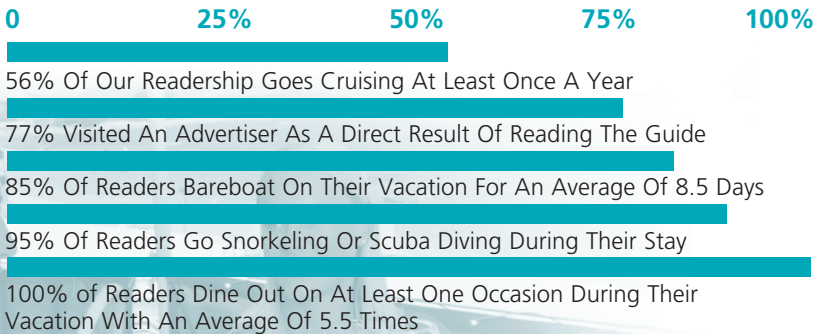 0 25% 50% 75% 100%
56% Of Our Readership Goes Cruising At Least Once A Year
77% Visited An Advertiser As A Direct Result Of Reading The Guide
85% Of Readers Bareboat On Their Vacation For An Average Of 8.5 Days
95% Of Readers Go Snorkeling Or Scuba Diving During Their Stay
100% of Readers Dine Out On At Least One Occasion During Their
Vacation With An Average Of 5.5 Times